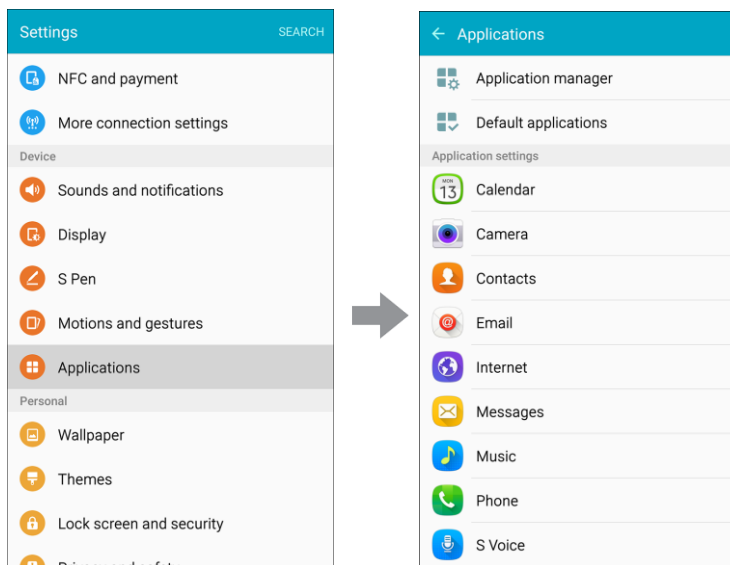 Settings
SEARCH
NFC and payment
More connection settings
Device
Sounds and notifications
Display
S Pen
Motions and gestures
Applications
Personal
Wallpaper
Themes
Lock screen and security
Applications
Application manager
Default applications
Application settings
MON
13
Calendar
Camera
Contacts
@
Email
Internet
Messages
Music
Phone
S Voice